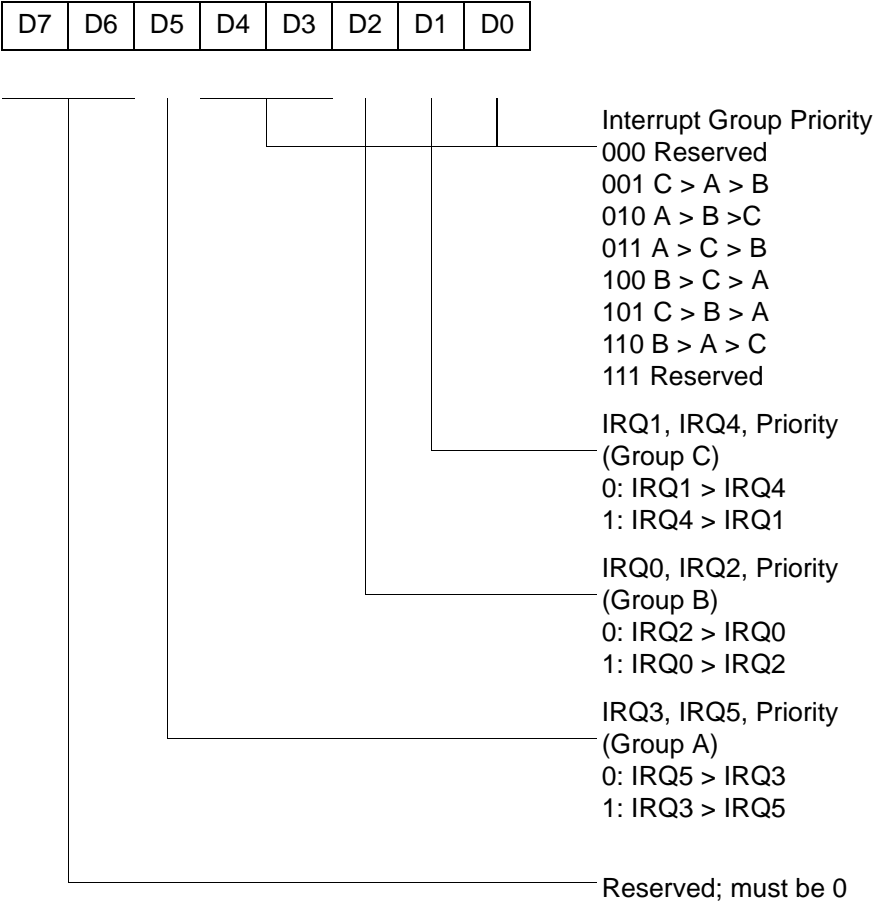 D7 D6 D5 D4 D3 D2 D1 D0
Interrupt Group Priority
000 Reserved
001 C > A > B
010 A > B >C
011 A > C > B
100 B > C > A
101 C > B > A
110 B > A > C
111 Reserved
IRQ1, IRQ4, Priority
(Group C)
0: IRQ1 > IRQ4
1: IRQ4 > IRQ1
IRQ0, IRQ2, Priority
(Group B)
0: IRQ2 > IRQ0
1: IRQ0 > IRQ2
IRQ3, IRQ5, Priority
(Group A)
0: IRQ5 > IRQ3
1: IRQ3 > IRQ5
Reserved; must be 0